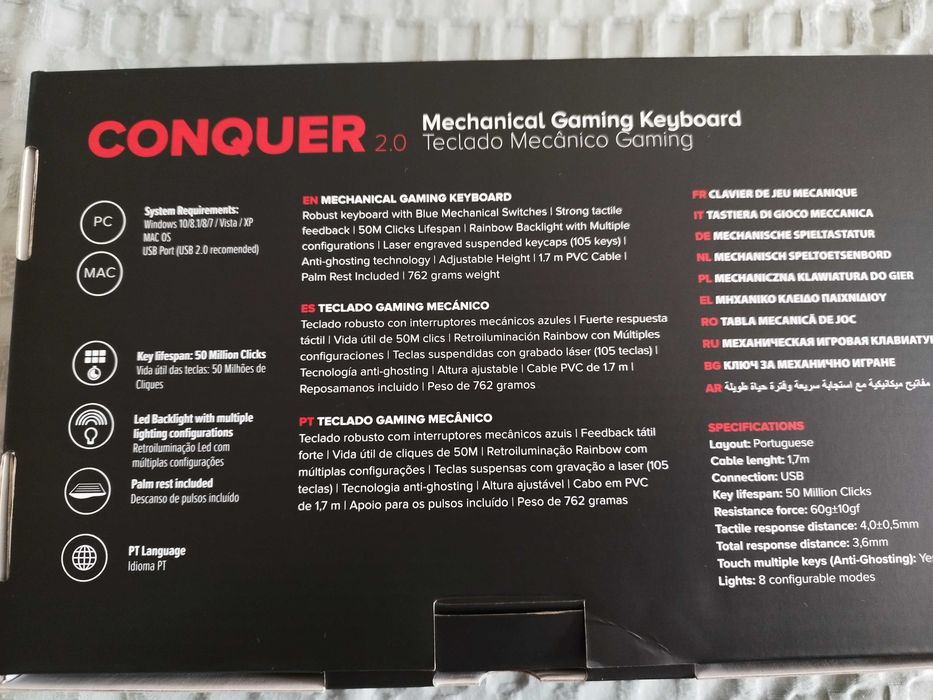 CONQUER 2.0
Mechanical Gaming Keyboard
Teclado Mecânico Gaming
PC
MAC
System Requirements:
Windows 10/8.1/8/7 / Vista / XP
MAC OS
USB Port (USB 2.0 recomended)
Key lifespan: 50 Million Clicks
Vida útil das teclas: 50 Milhões de
Cliques
Led Backlight with multiple
lighting configurations
Retroiluminação Led com
múltiplas configurações
Palm rest included
Descanso de pulsos incluído
PT Language
Idioma PT
EN MECHANICAL GAMING KEYBOARD
Robust keyboard with Blue Mechanical Switches | Strong tactile
feedback | 50M Clicks Lifespan | Rainbow Backlight with Multiple
configurations | Laser engraved suspended keycaps (105 keys) |
Anti-ghosting technology | Adjustable Height | 1.7 m PVC Cable |
Palm Rest Included | 762 grams weight
ES TECLADO GAMING MECÁNICO
Teclado robusto con interruptores mecánicos azules | Fuerte respuesta
táctil | Vida útil de 50M clics | Retroiluminación Rainbow con Múltiples
configuraciones | Teclas suspendidas con grabado láser (105 teclas) |
Tecnología anti-ghosting | Altura ajustable | Cable PVC de 1.7 m |
Reposamanos incluido | Peso de 762 gramos
PT TECLADO GAMING MECÂNICO
Teclado robusto com interruptores mecânicos azuis | Feedback tátil
forte | Vida útil de cliques de 50M | Retroiluminação Rainbow com
múltiplas configurações | Teclas suspensas com gravação a laser (105
teclas) | Tecnologia anti-ghosting | Altura ajustável | Cabo em PVC
de 1,7 m | Apoio para os pulsos incluído | Peso de 762 gramas
FR CLAVIER DE JEU MECANIQUE
IT TASTIERA DI GIOCO MECCANICA
DE MECHANISCHE SPIELTASTATUR
NL MECHANISCH SPELTOETSENBORD
PL MECHANICZNA KLAWIATURA DO GIER
EL ΜΗΧΑΝΙΚΟ ΚΛΕΙΔΟ ΠΑΙΧΝΙΔΙΟΥ
RO TABLA MECANICĂ DE JOC
RU МЕХАНИЧЕСКАЯ ИГРОВАЯ КЛАВИАТУ
BG КЛЮЧ ЗА МЕХАНИЧНО ИГРАНЕ
AR مفاتيح ميكانيكية مع استجابة سريعة وفترة حياة طويلة
SPECIFICATIONS
Layout: Portuguese
Cable lenght: 1,7m
Connection: USB
Key lifespan: 50 Million Clicks
Resistance force: 60g±10gf
Tactile response distance: 4,0±0,5mm
Total response distance: 3,6mm
Touch multiple keys (Anti-Ghosting): Ye
Lights: 8 configurable modes